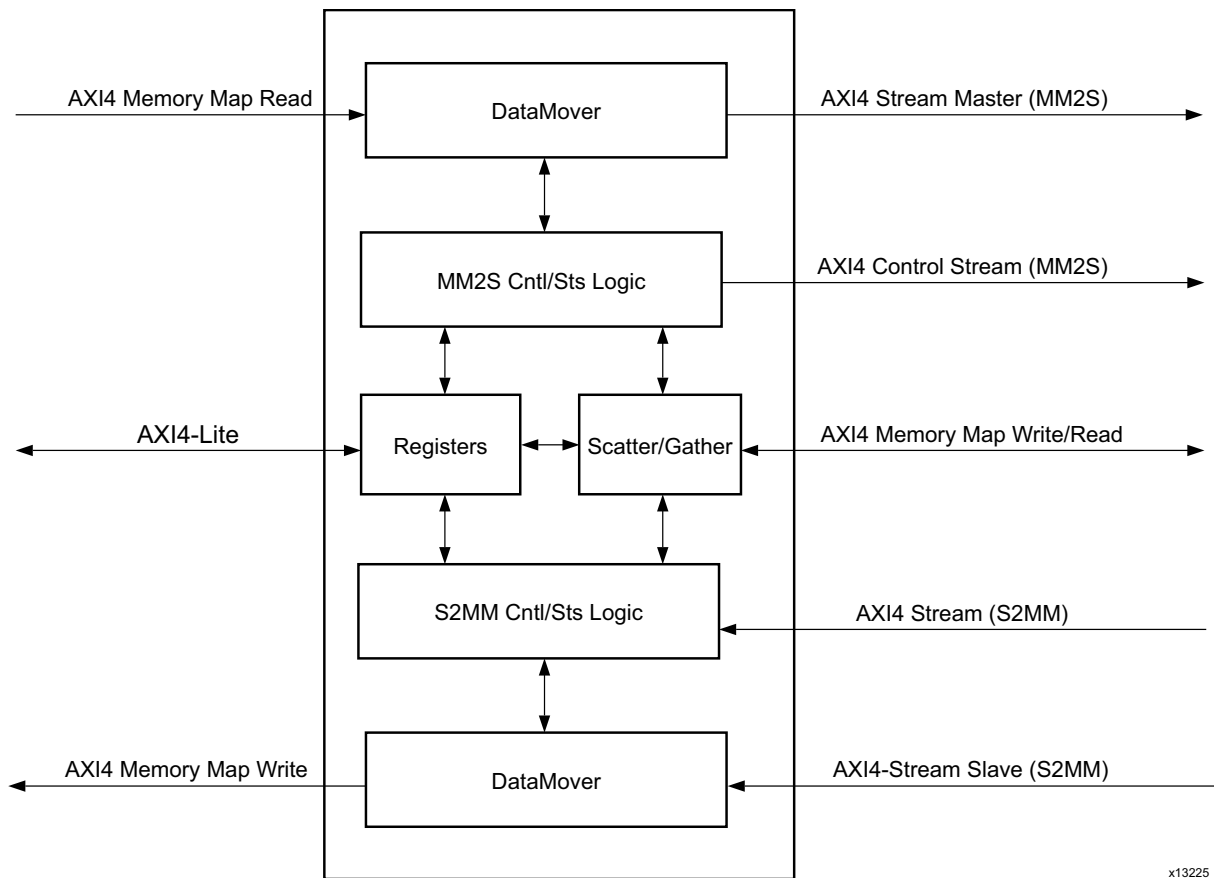 AXI4 Memory Map Read
DataMover
AXI4 Stream Master (MM2S)
MM2S Cntl/Sts Logic
AXI4 Control Stream (MM2S)
AXI4-Lite
Registers
Scatter/Gather
AXI4 Memory Map Write/Read
S2MM Cntl/Sts Logic
AXI4 Stream (S2MM)
AXI4 Memory Map Write
DataMover
AXI4-Stream Slave (S2MM)
x13225